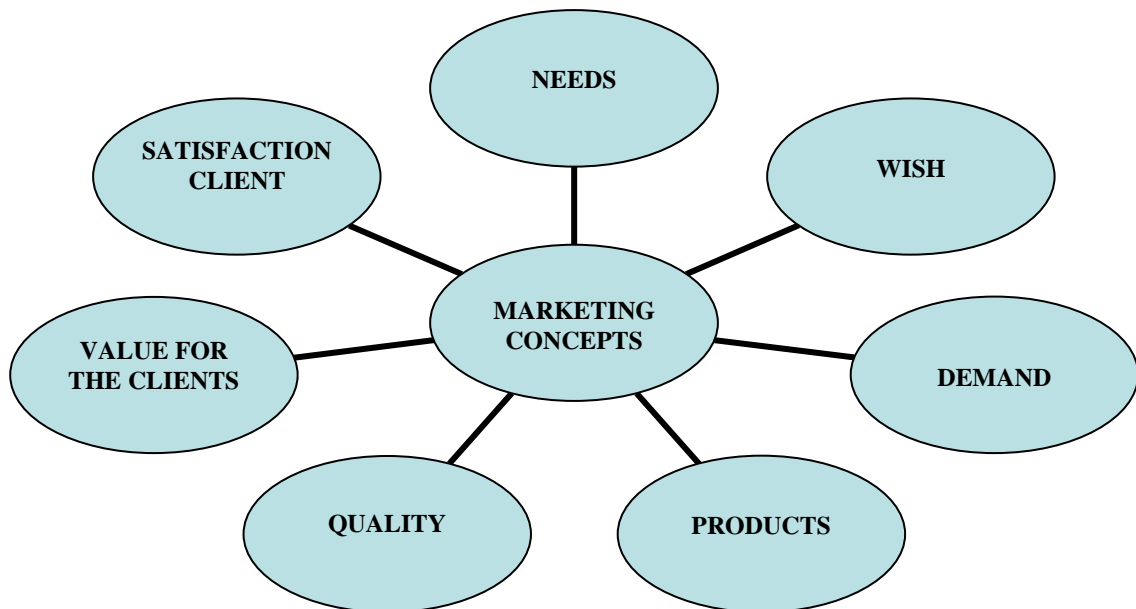 NEEDS
SATISFACTION
CLIENT
WISH
MARKETING
CONCEPTS
VALUE FOR
THE CLIENTS
DEMAND
QUALITY
PRODUCTS